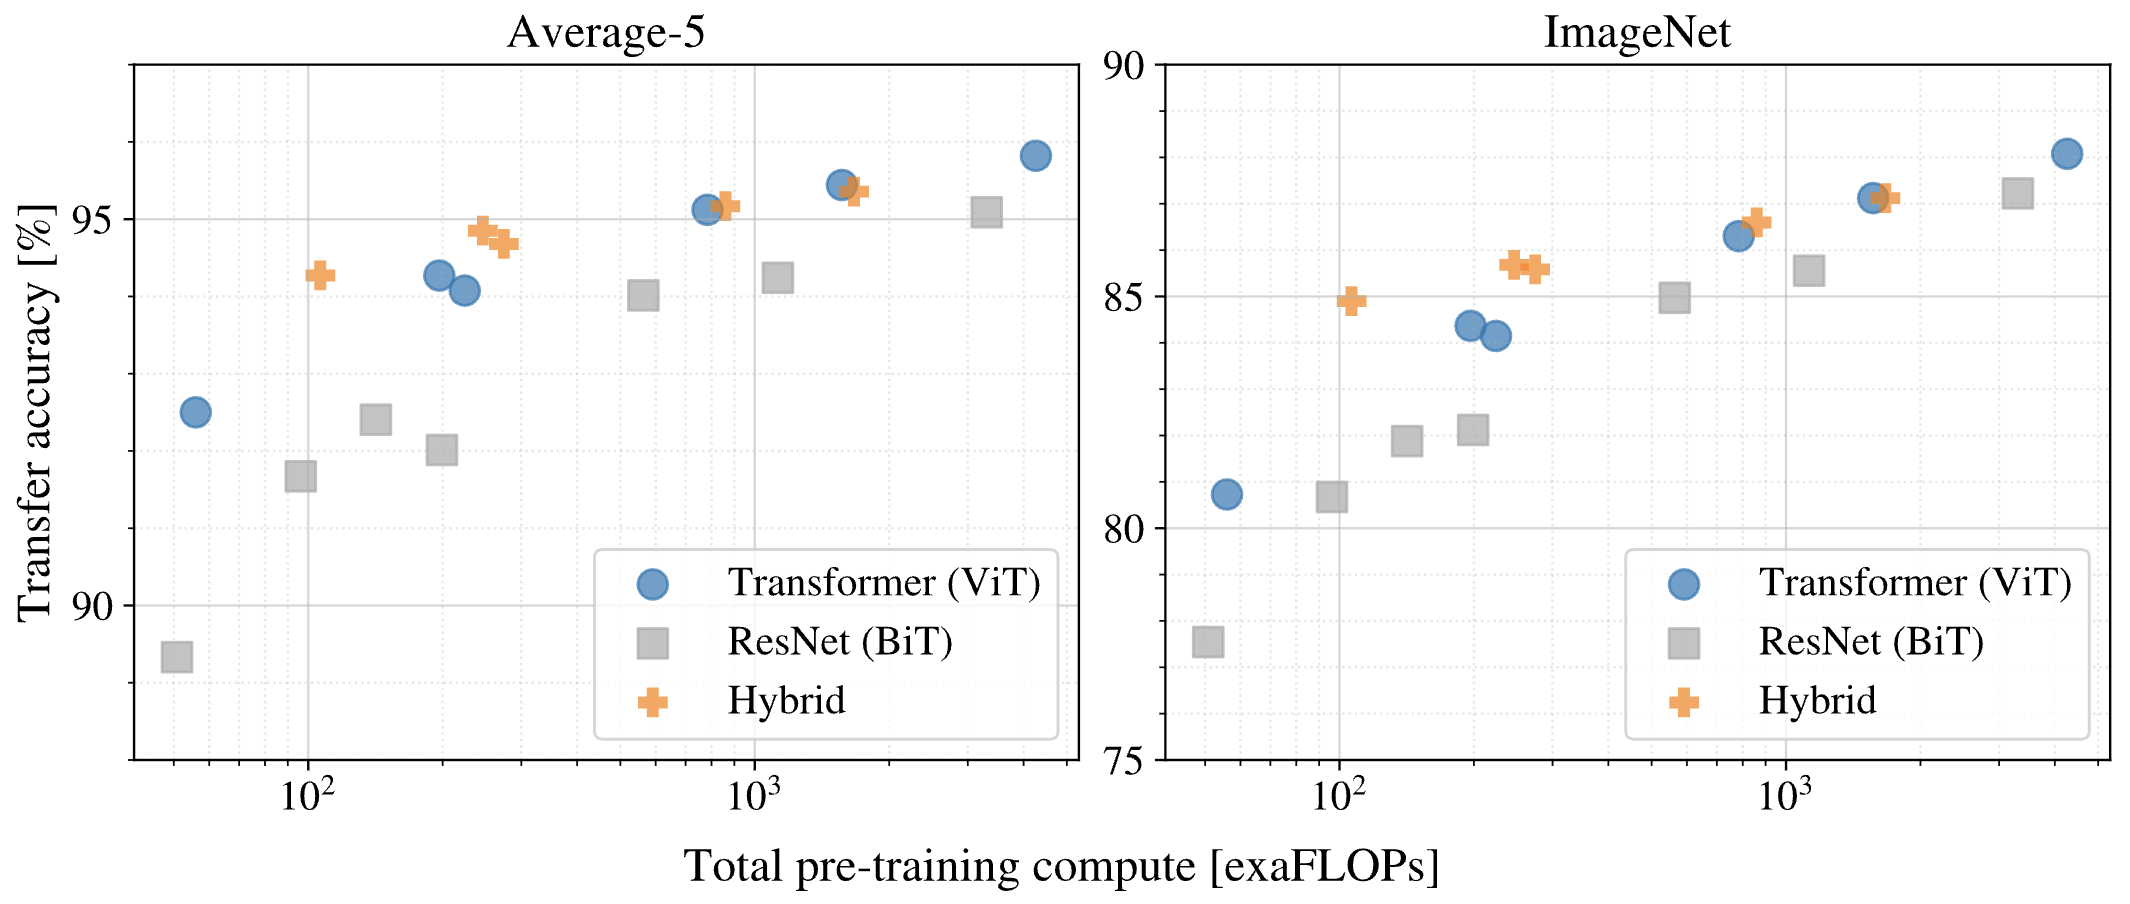 Average-5
Transfer accuracy [%]
95
90
10²
10³
Transformer (ViT)
ResNet (BiT)
Hybrid
ImageNet
90
85
80
75
10²
10³
Transformer (ViT)
ResNet (BiT)
Hybrid
Total pre-training compute [exaFLOPs]